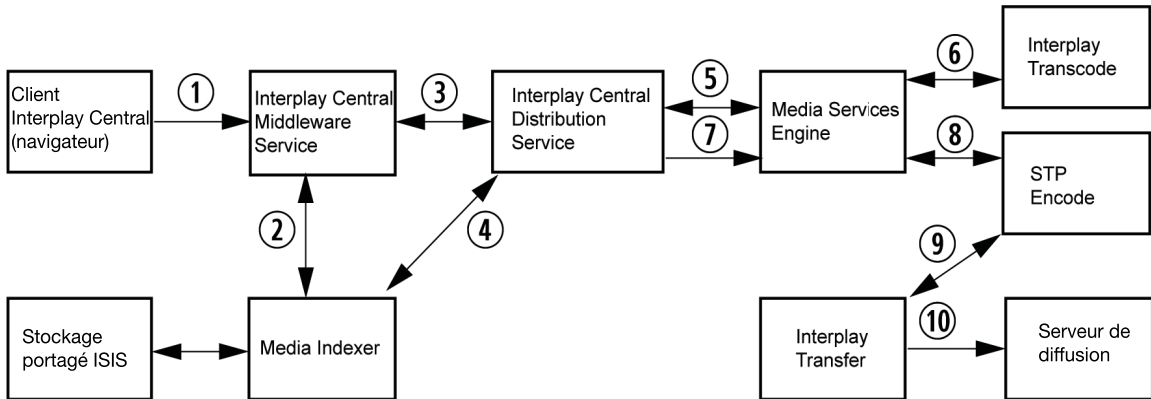 Client
Interplay Central
(navigateur)
1
Interplay Central
Middleware
Service
3
Interplay Central
Distribution
Service
5
7
Media Services
Engine
6
Interplay
Transcode
8
STP
Encode
2
4
9
Stockage
portagé ISIS
Media Indexer
Interplay
Transfer
10
Serveur de
diffusion